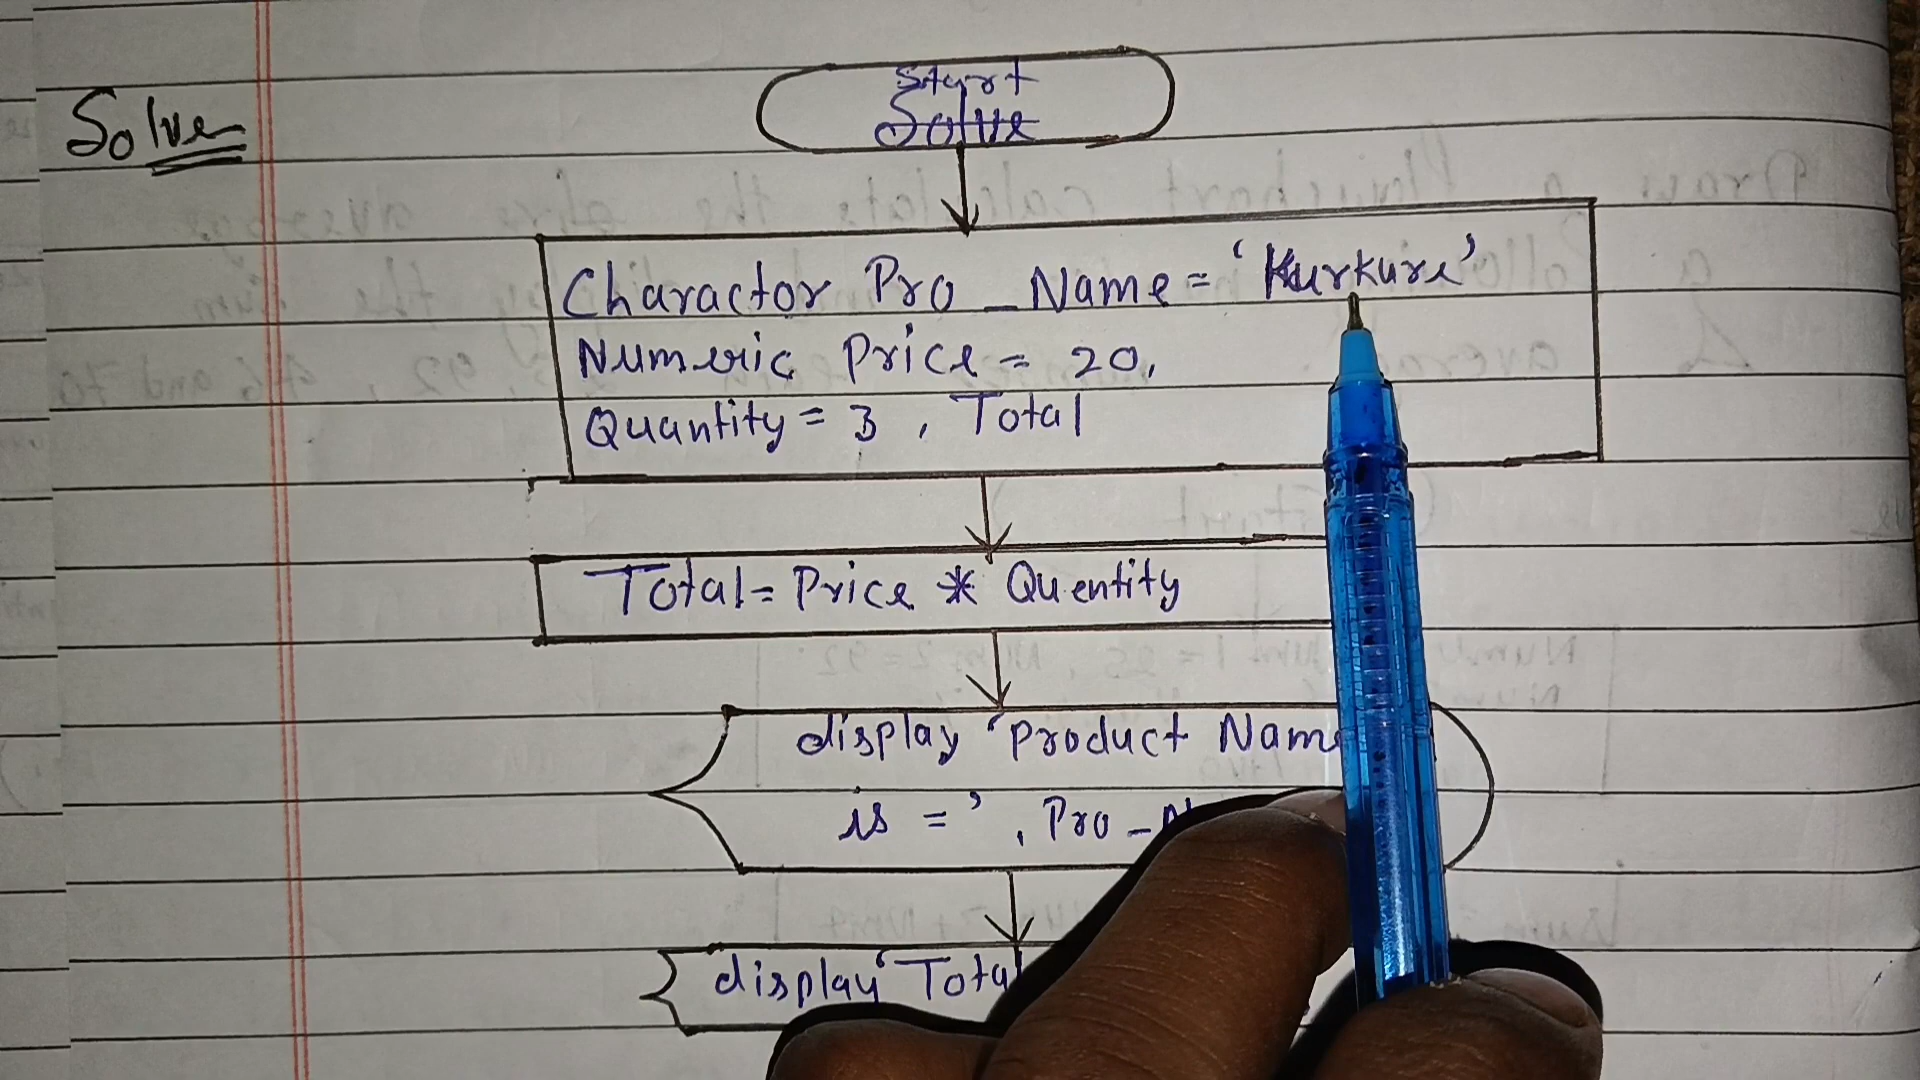 Solve
Start
Solve
Charactor Pro_Name = 'Kurkure'
Numeric Price = 20,
Quantity = 3, Total
Total = Price * Quentity
display 'Product Nam
is =', Pro_
display 'Total